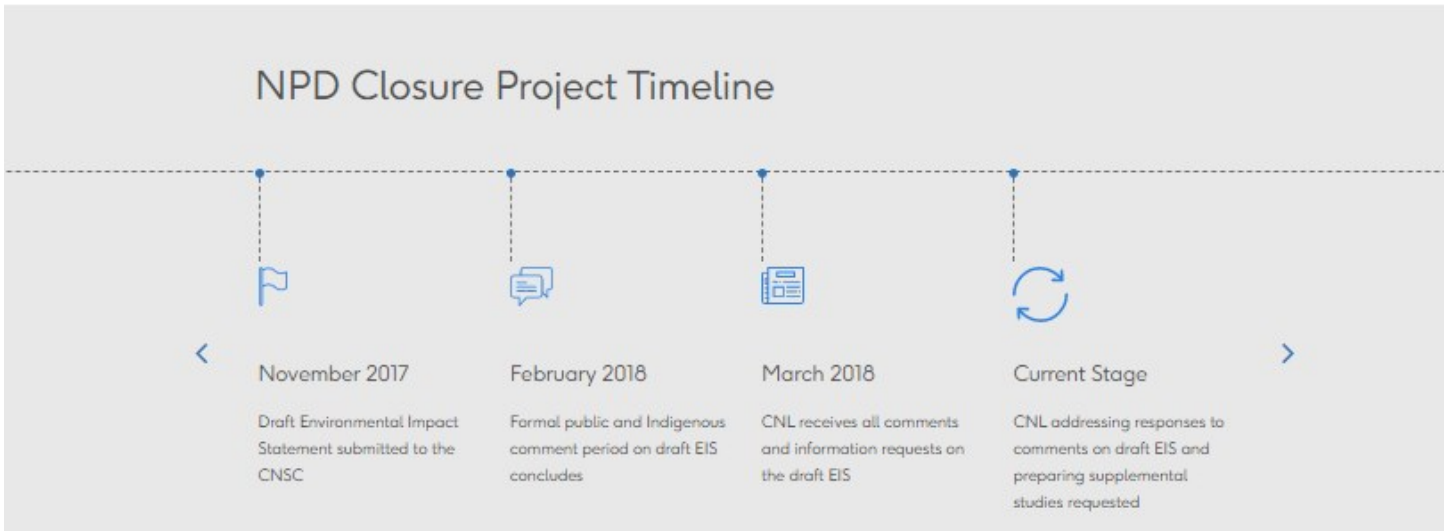 NPD Closure Project Timeline
November 2017
Draft Environmental Impact
Statement submitted to the
CNSC
February 2018
Formal public and Indigenous
comment period on draft EIS
concludes
March 2018
CNL receives all comments
and information requests on
the draft EIS
Current Stage
CNL addressing responses to
comments on draft EIS and
preparing supplemental
studies requested